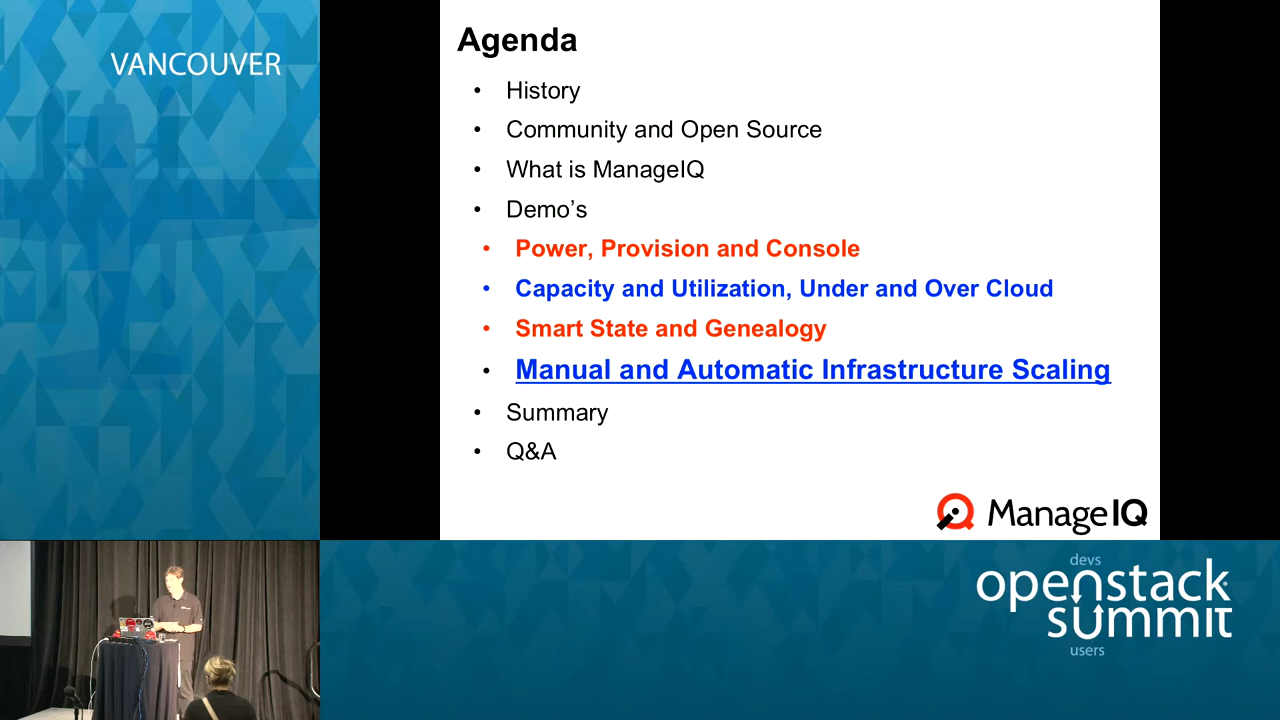 VANCOUVER
Agenda
• History
• Community and Open Source
• What is ManageIQ
• Demo’s
• Power, Provision and Console
• Capacity and Utilization, Under and Over Cloud
• Smart State and Genealogy
• Manual and Automatic Infrastructure Scaling
• Summary
• Q&A
ManageIQ
devs
openstack
summit
users